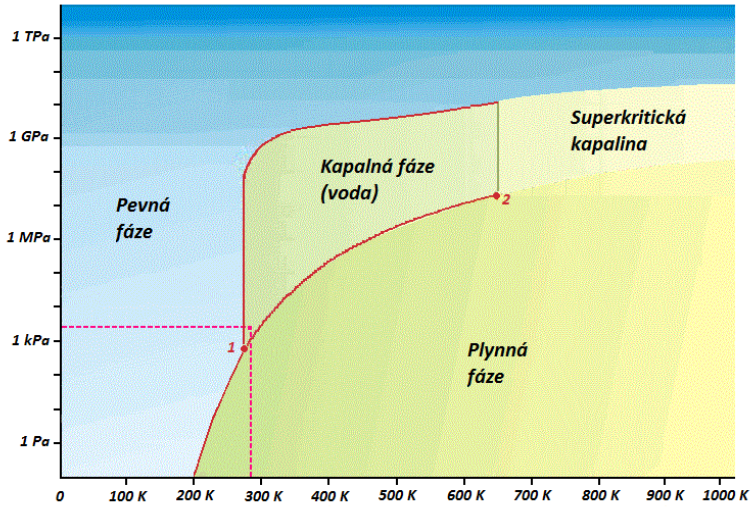 1 TPa
1 GPa
Superkritická
kapalina
Kapalná fáze
(voda)
Pevná
fáze
2
1 MPa
1 kPa
1
Plynná
fáze
1 Pa
0
100 K
200 K
300 K
400 K
500 K
600 K
700 K
800 K
900 K
1000 K